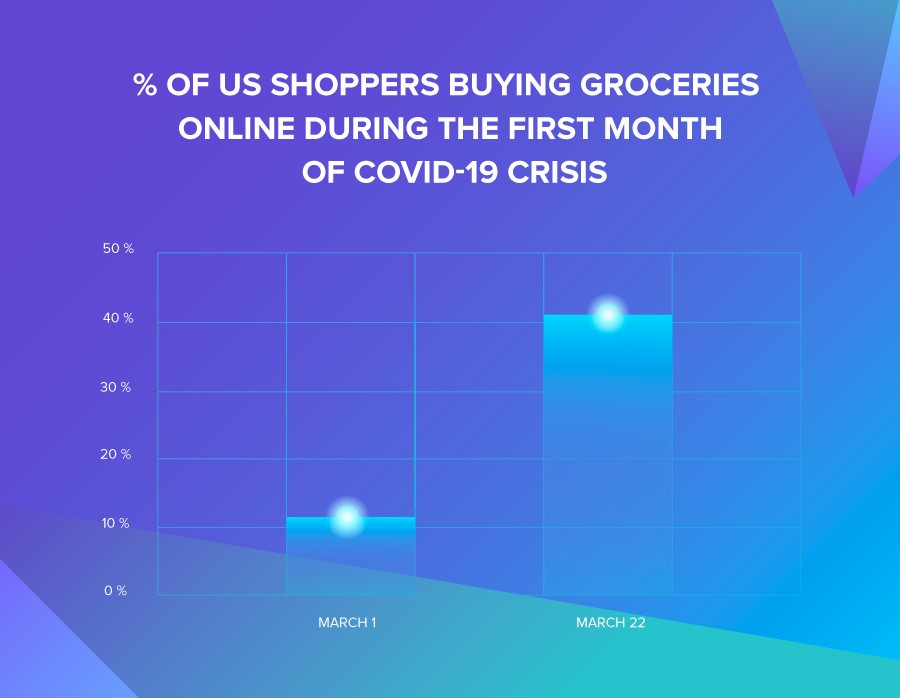 % OF US SHOPPERS BUYING GROCERIES
ONLINE DURING THE FIRST MONTH
OF COVID-19 CRISIS
50 %
40 %
30 %
20 %
10 %
0 %
MARCH 1
MARCH 22